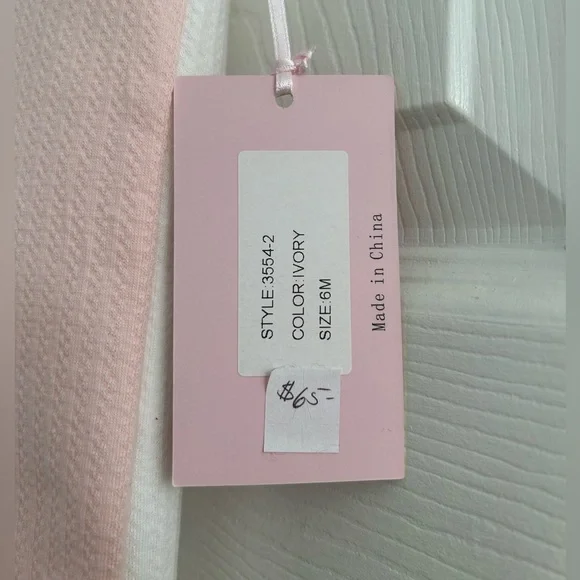 STYLE:3554-2
COLOR:IVORY
SIZE:6M
Made in China
$65-